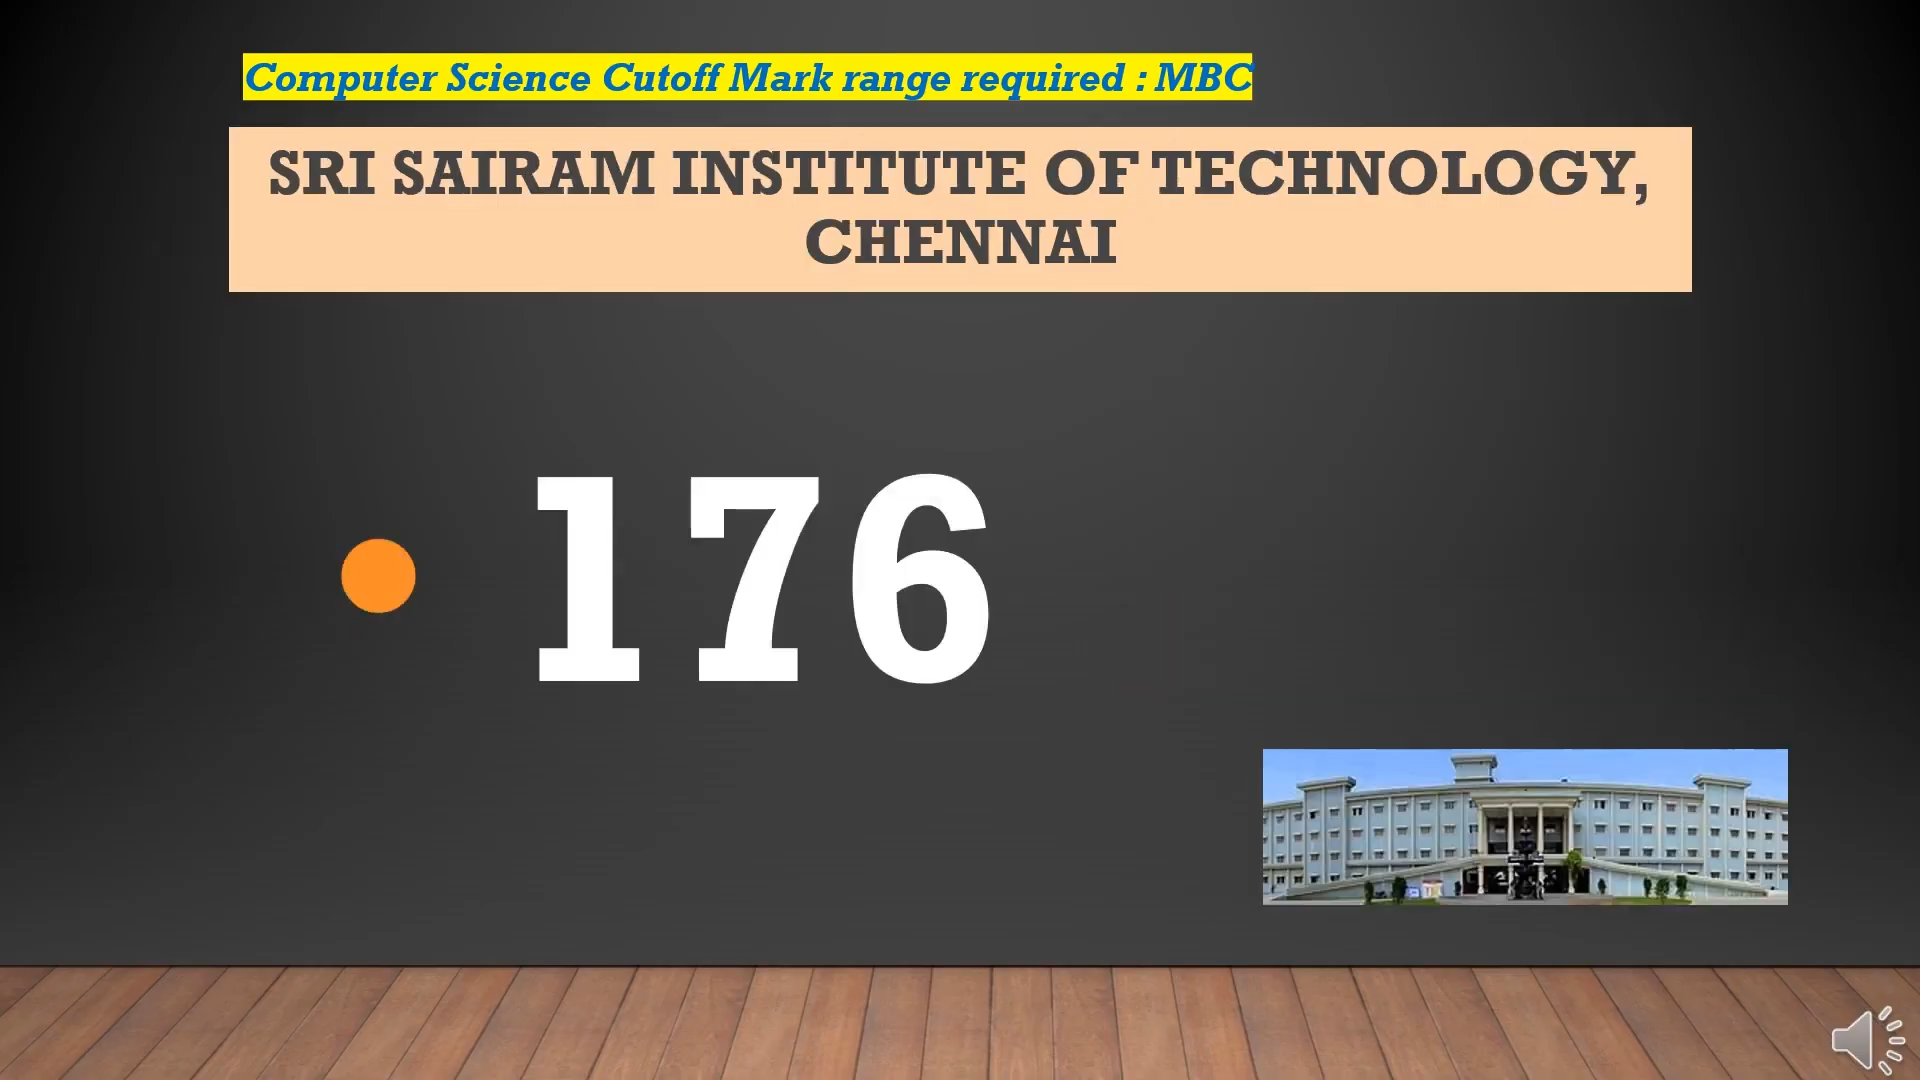 Computer Science Cutoff Mark range required : MBC
SRI SAIRAM INSTITUTE OF TECHNOLOGY,
CHENNAI
176